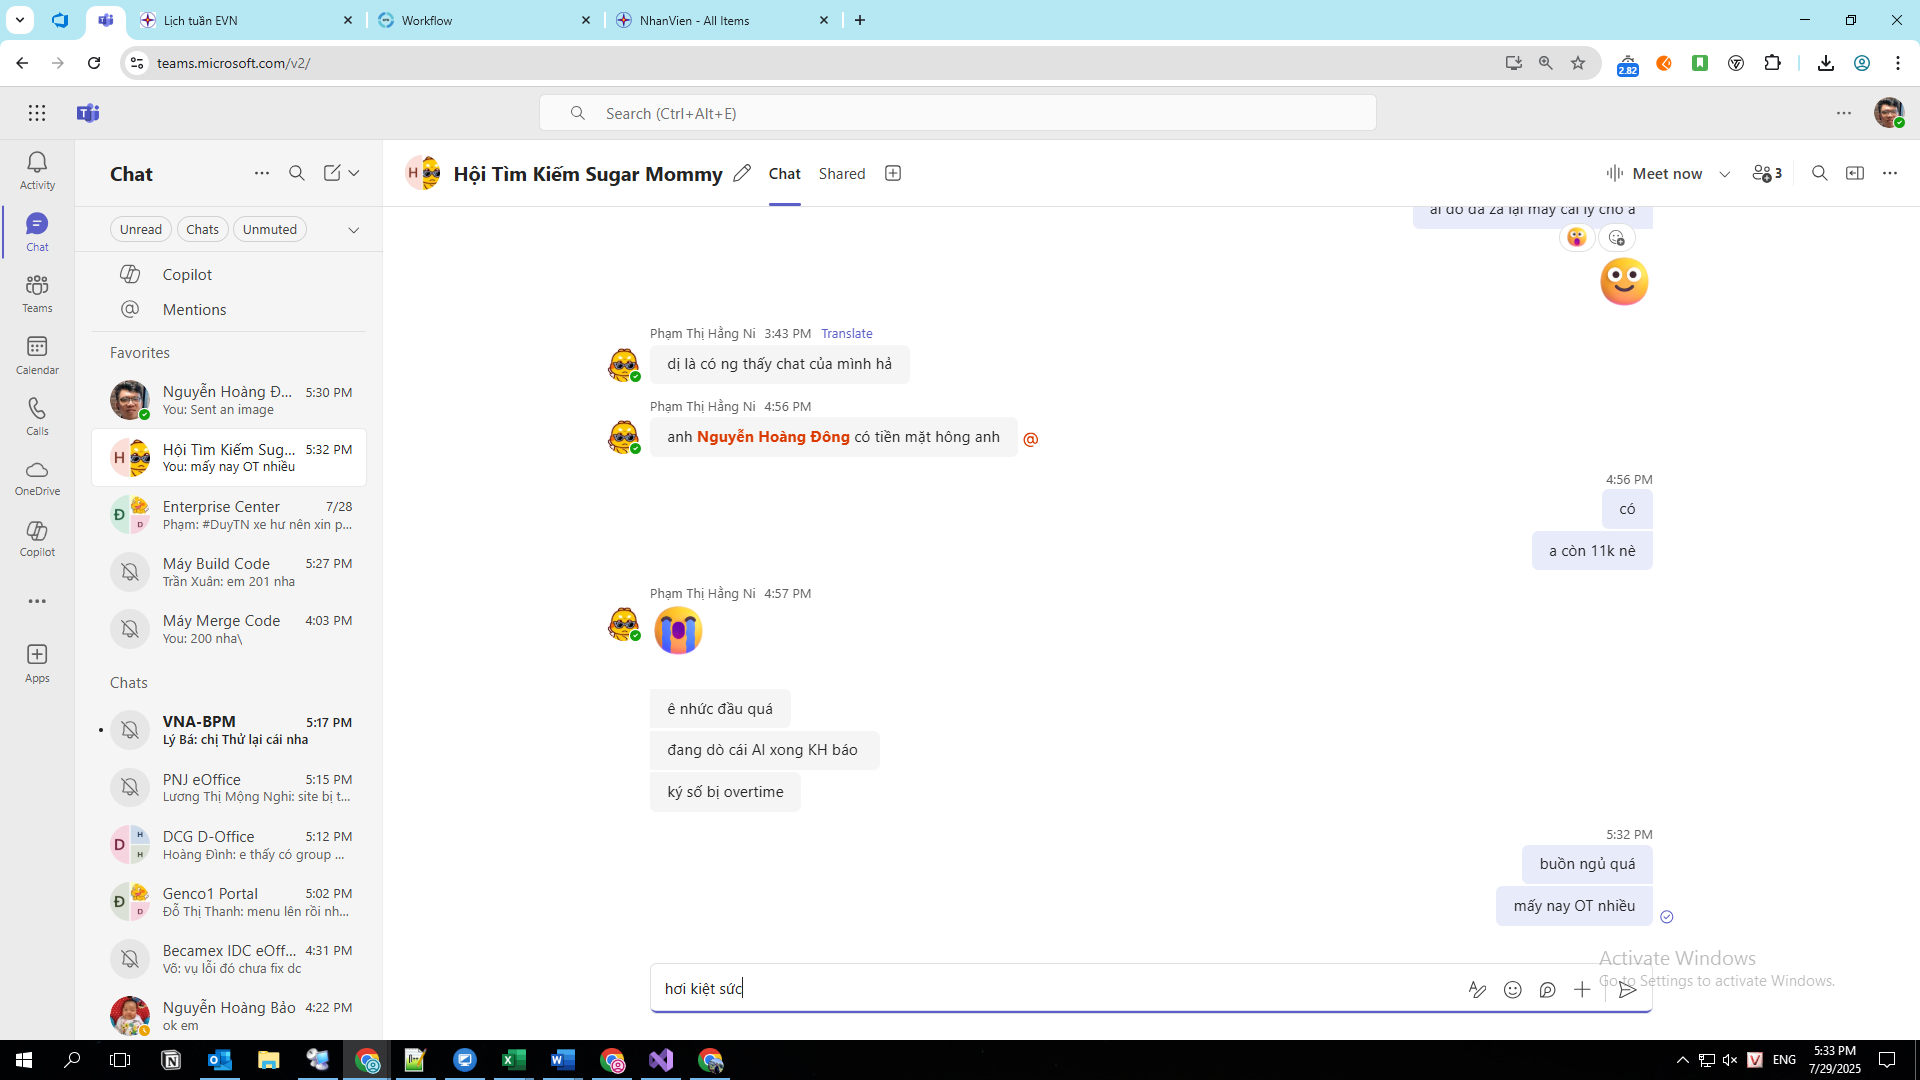 Lịch tuần EVN
Workflow
NhanVien - All Items
teams.microsoft.com/v2/
2.82
Search (Ctrl+Alt+E)
Activity
Chat
Teams
Calendar
Calls
OneDrive
Copilot
Apps
Chat
Unread
Chats
Unmuted
Copilot
Mentions
Favorites
Nguyễn Hoàng Đ... 5:30 PM
You: Sent an image
H
Hội Tìm Kiếm Sug... 5:32 PM
You: mấy nay OT nhiều
Đ
D
Enterprise Center 7/28
Phạm: #DuyTN xe hư nên xin p...
Máy Build Code 5:27 PM
Trần Xuân: em 201 nha
Máy Merge Code 4:03 PM
You: 200 nha\
Chats
VNA-BPM 5:17 PM
Lý Bá: chị Thử lại cái nha
PNJ eOffice 5:15 PM
Lương Thị Mộng Nghi: site bị t...
D
H
H
DCG D-Office 5:12 PM
Hoàng Đình: e thấy có group ...
Đ
D
Genco1 Portal 5:02 PM
Đỗ Thị Thanh: menu lên rồi nh...
Becamex IDC eOff... 4:31 PM
Võ: vụ lỗi đó chưa fix dc
Nguyễn Hoàng Bảo 4:22 PM
ok em
H
Hội Tìm Kiếm Sugar Mommy
Chat
Shared
Meet now
3
Phạm Thị Hằng Ni 3:43 PM Translate
dị là có ng thấy chat của mình hả
Phạm Thị Hằng Ni 4:56 PM
anh Nguyễn Hoàng Đông có tiền mặt hông anh
@
4:56 PM
có
a còn 11k nè
Phạm Thị Hằng Ni 4:57 PM
ê nhức đầu quá
đang dò cái AI xong KH báo
ký số bị overtime
5:32 PM
buồn ngủ quá
mấy nay OT nhiều
hơi kiệt sức
Activate Windows
Go to Settings to activate Windows.
ENG
5:33 PM
7/29/2025